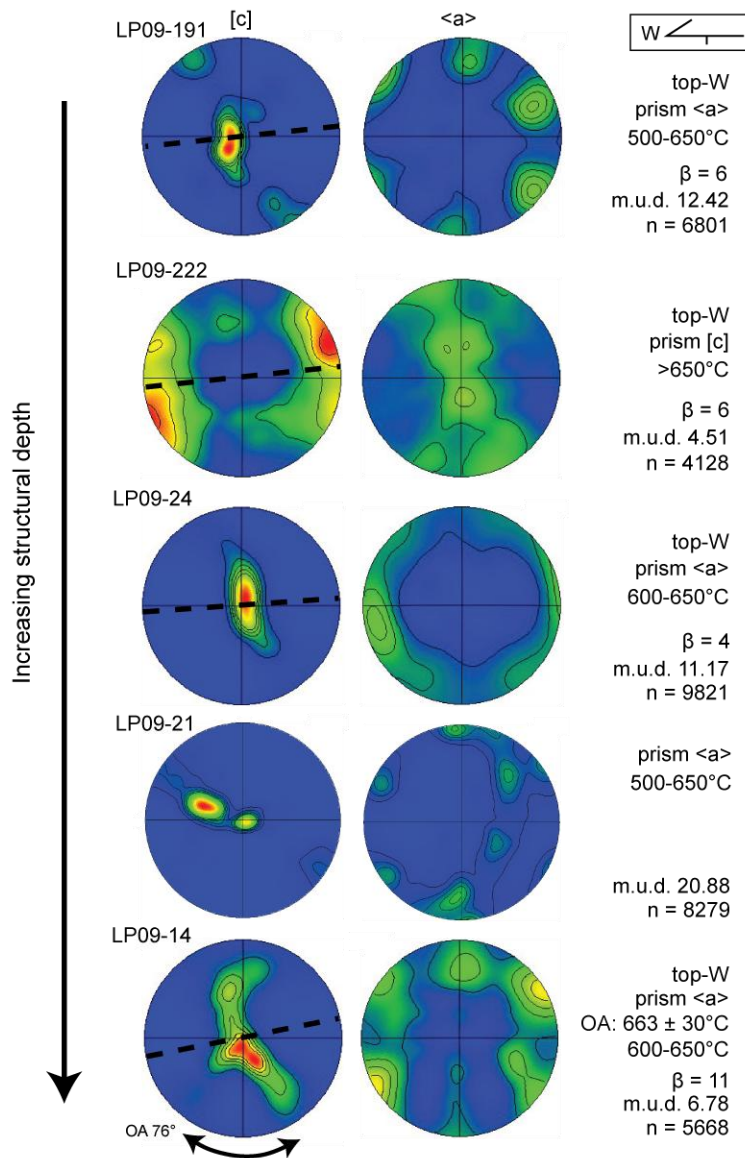 [c]
<a>
W
LP09-191
top-W
prism <a>
500-650°C
β = 6
m.u.d. 12.42
n = 6801
LP09-222
top-W
prism [c]
>650°C
β = 6
m.u.d. 4.51
n = 4128
LP09-24
top-W
prism <a>
600-650°C
β = 4
m.u.d. 11.17
n = 9821
LP09-21
prism <a>
500-650°C
m.u.d. 20.88
n = 8279
LP09-14
top-W
prism <a>
OA: 663 ± 30°C
600-650°C
β = 11
m.u.d. 6.78
n = 5668
OA 76°
Increasing structural depth